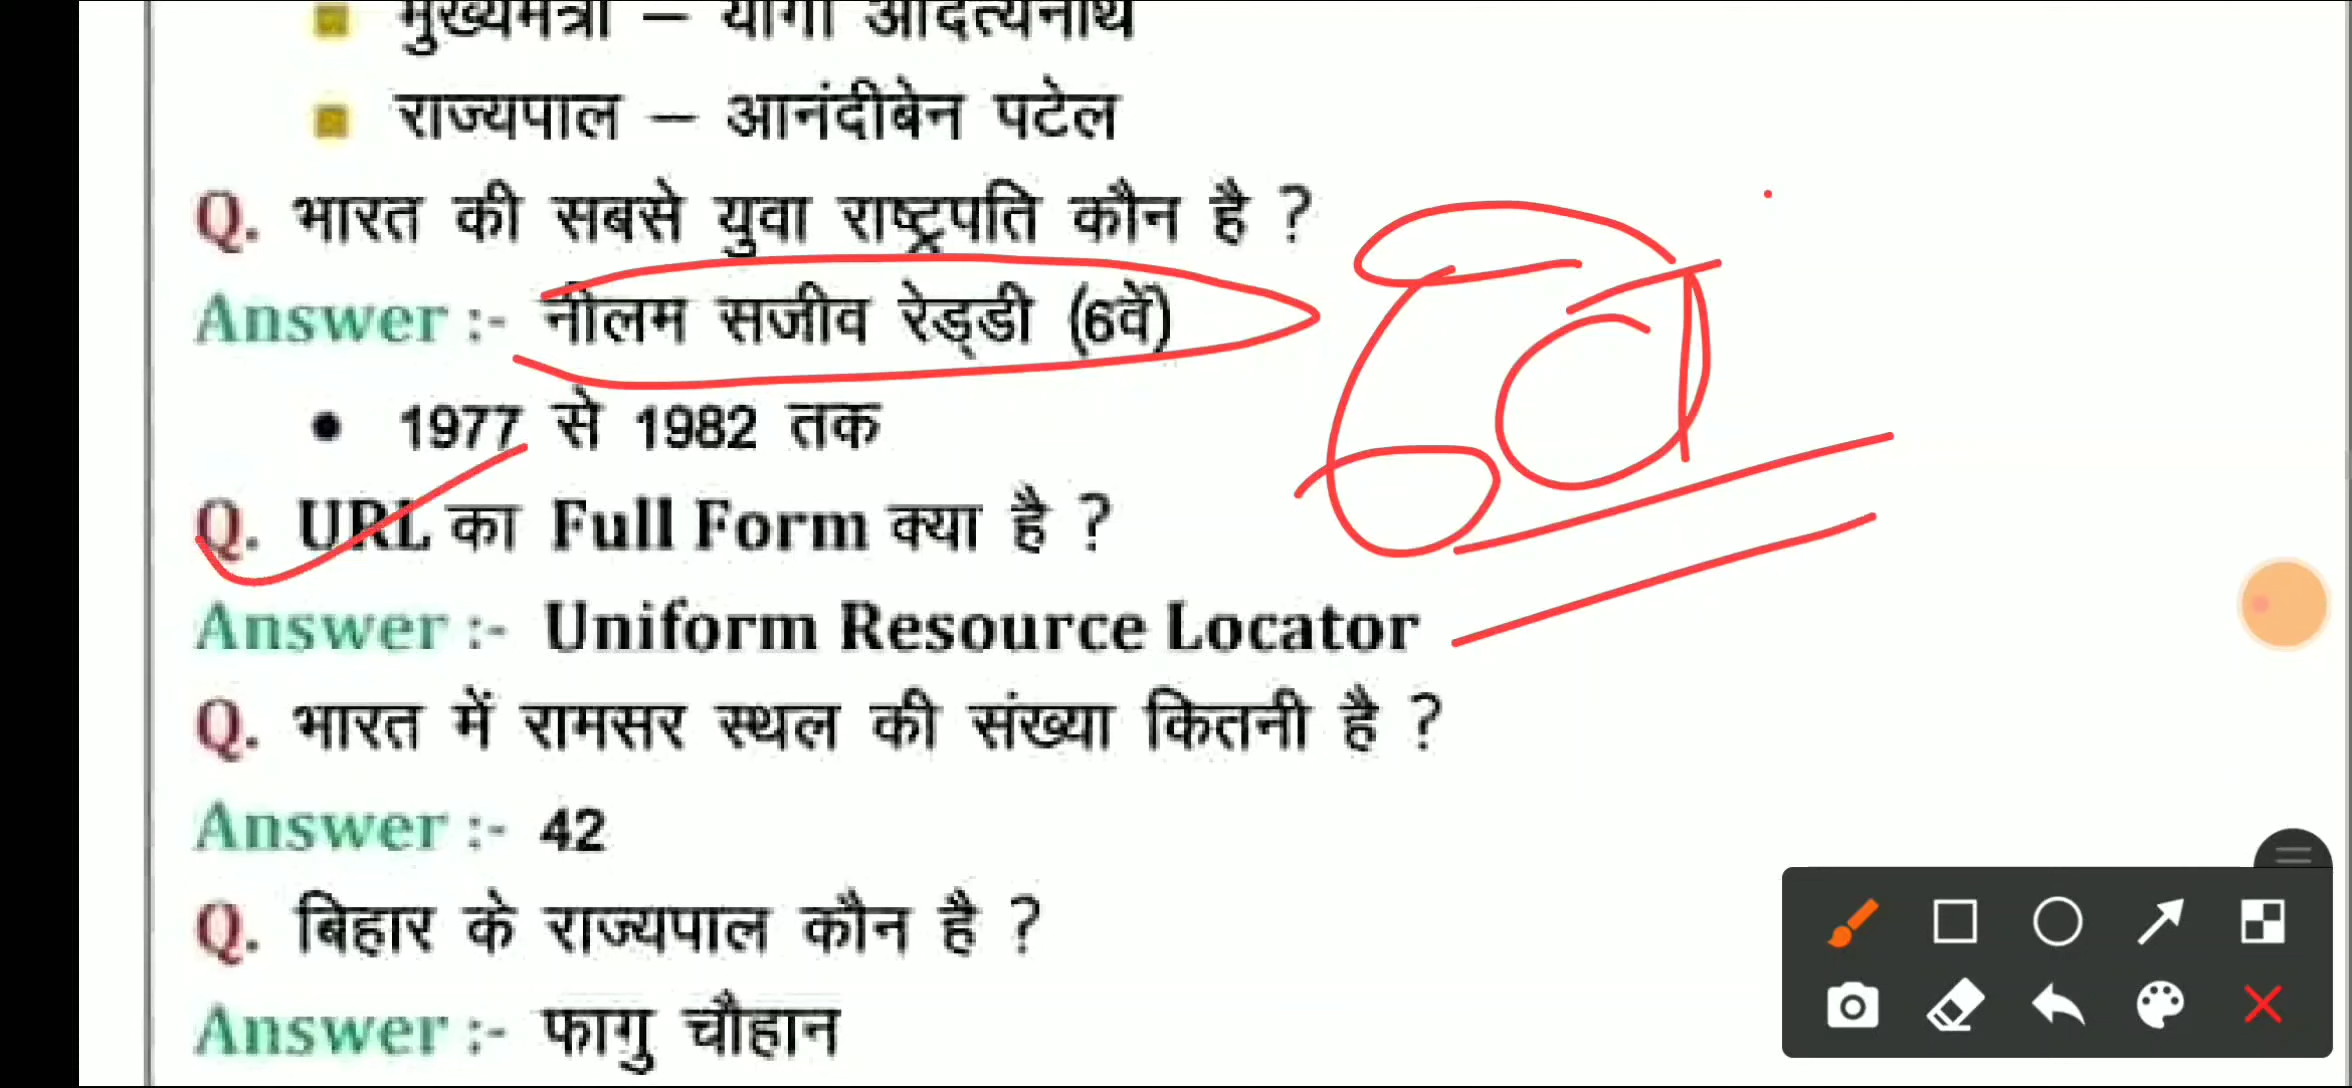 मुख्यमंत्री – योगी आदित्यनाथ
राज्यपाल – आनंदीबेन पटेल
Q. भारत की सबसे युवा राष्ट्रपति कौन है ?
Answer :- नीलम सजीव रेड्डी (6वें)
• 1977 से 1982 तक
Q. URL का Full Form क्या है ?
Answer :- Uniform Resource Locator
Q. भारत में रामसर स्थल की संख्या कितनी है ?
Answer :- 42
Q. बिहार के राज्यपाल कौन है ?
Answer :- फागु चौहान